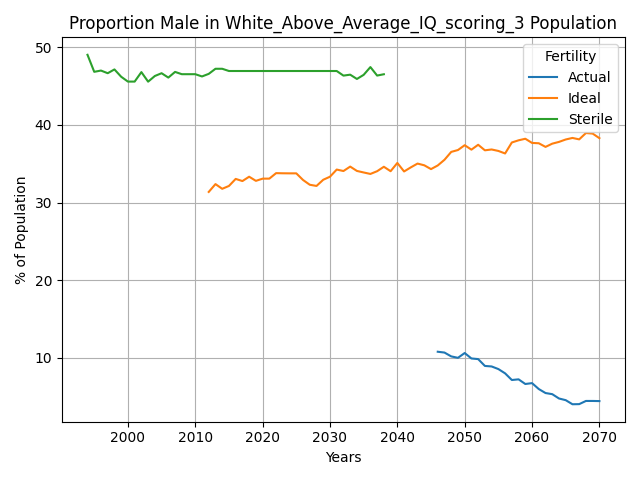 Proportion Male in White_Above_Average_IQ_scoring_3 Population
50
40
30
20
10
% of Population
Fertility
Actual
Ideal
Sterile
2000 2010 2020 2030 2040 2050 2060 2070
Years